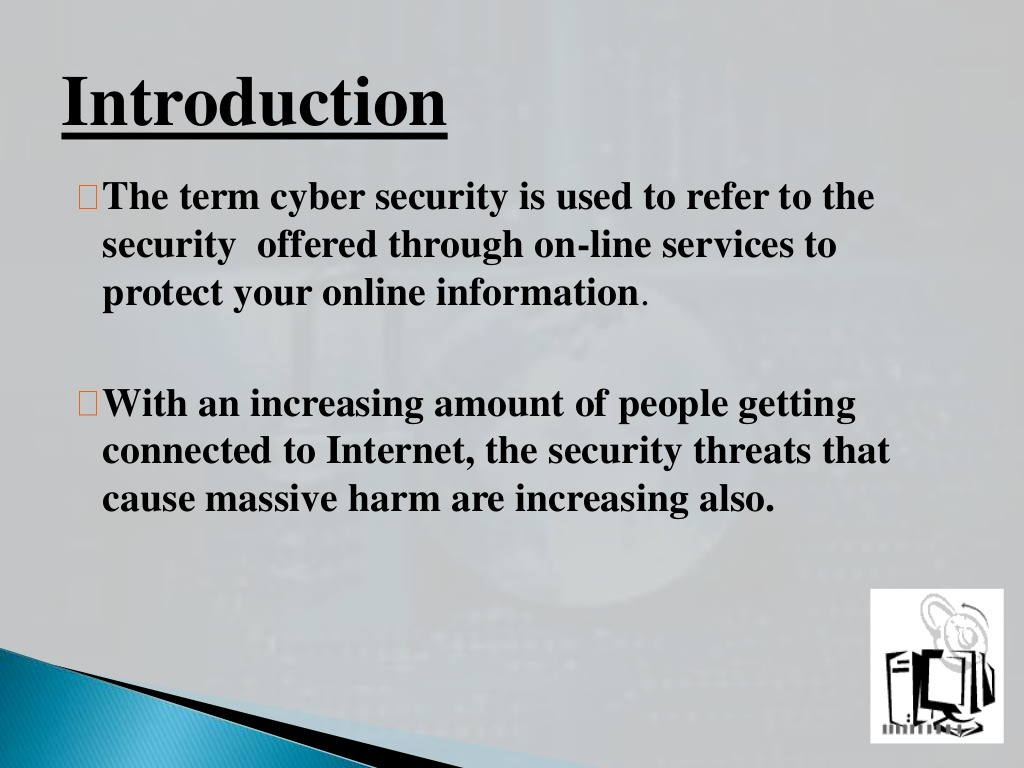 Introduction
The term cyber security is used to refer to the
security  offered through on-line services to
protect your online information.
With an increasing amount of people getting
connected to Internet, the security threats that
cause massive harm are increasing also.